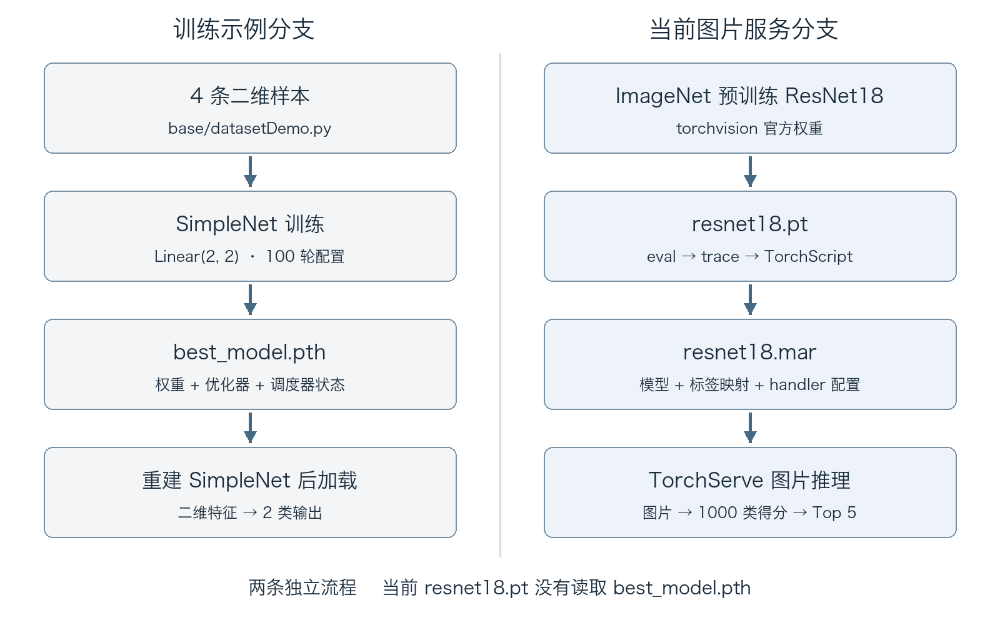 训练示例分支
4 条二维样本
base/datasetDemo.py
SimpleNet 训练
Linear(2, 2) · 100 轮配置
best_model.pth
权重 + 优化器 + 调度器状态
重建 SimpleNet 后加载
二维特征 → 2 类输出
当前图片服务分支
ImageNet 预训练 ResNet18
torchvision 官方权重
resnet18.pt
eval → trace → TorchScript
resnet18.mar
模型 + 标签映射 + handler 配置
TorchServe 图片推理
图片 → 1000 类得分 → Top 5
两条独立流程 当前 resnet18.pt 没有读取 best_model.pth